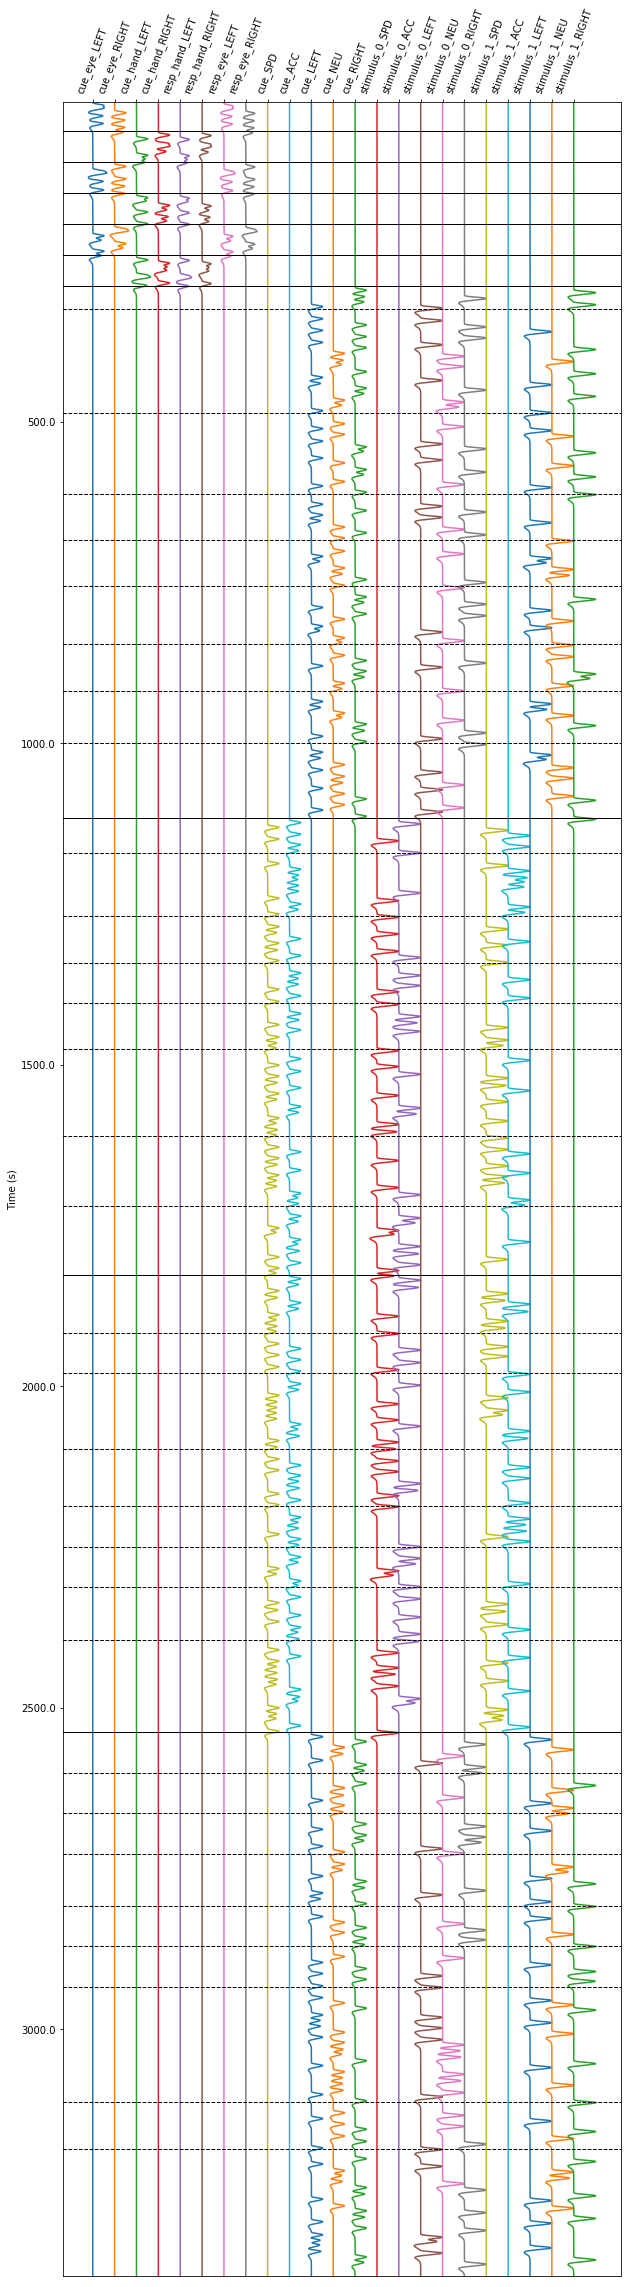 cue_eye_LEFT
cue_eye_RIGHT
cue_hand_LEFT
cue_hand_RIGHT
resp_hand_LEFT
resp_hand_RIGHT
resp_eye_LEFT
resp_eye_RIGHT
cue_SPD
cue_ACC
cue_LEFT
cue_NEU
cue_RIGHT
stimulus_0_SPD
stimulus_0_ACC
stimulus_0_LEFT
stimulus_0_NEU
stimulus_0_RIGHT
stimulus_1_SPD
stimulus_1_ACC
stimulus_1_LEFT
stimulus_1_NEU
stimulus_1_RIGHT
500.0
1000.0
1500.0
Time (s)
2000.0
2500.0
3000.0